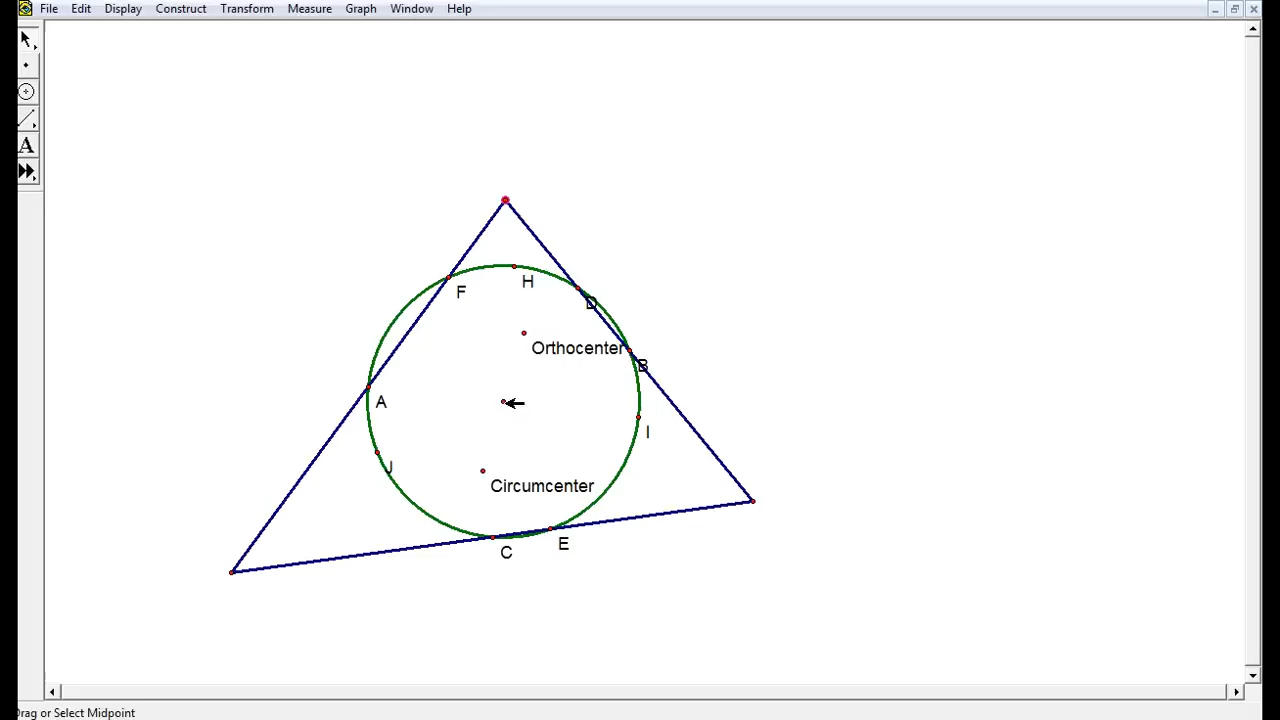 File Edit Display Construct Transform Measure Graph Window Help
A
H
F
D
Orthocenter
B
A
I
J
Circumcenter
E
C
Drag or Select Midpoint